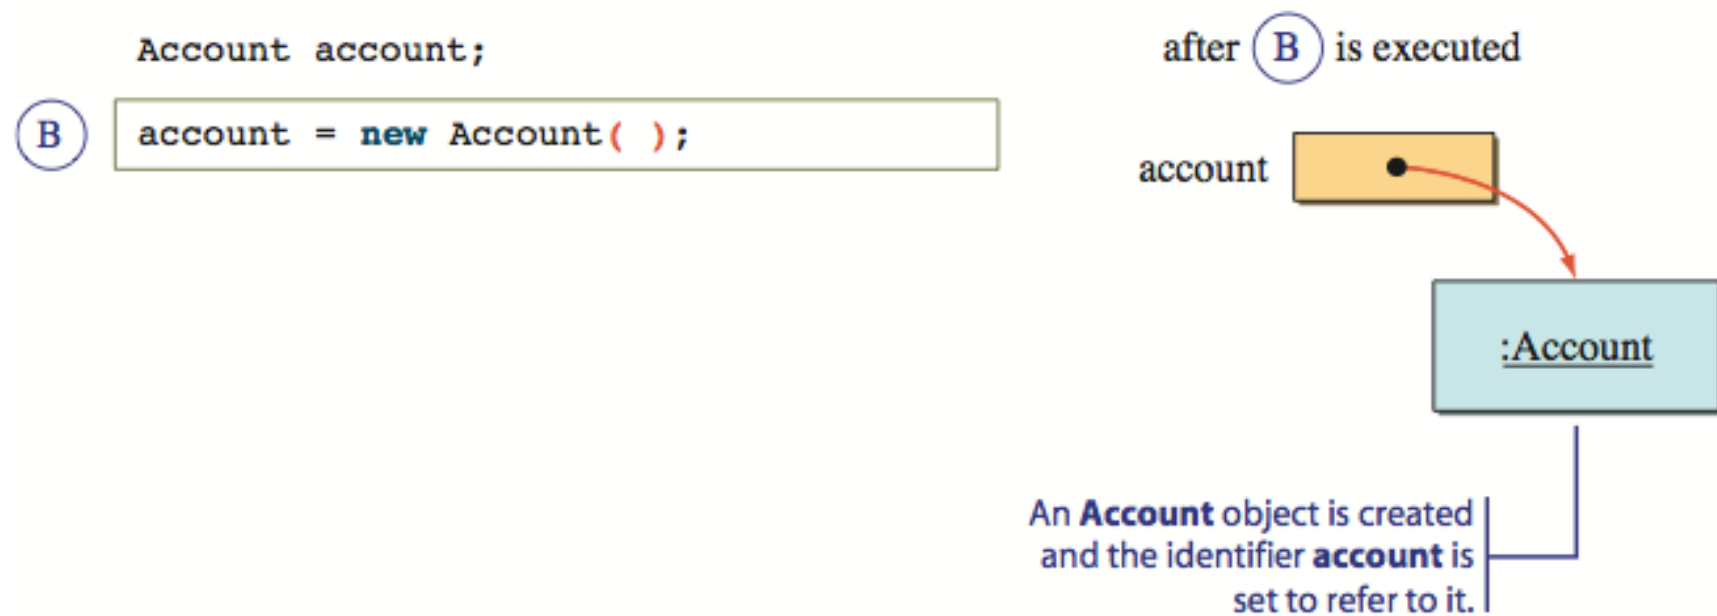 Account account;
B account = new Account( );
after B is executed
account
:Account
An Account object is created
and the identifier account is
set to refer to it.